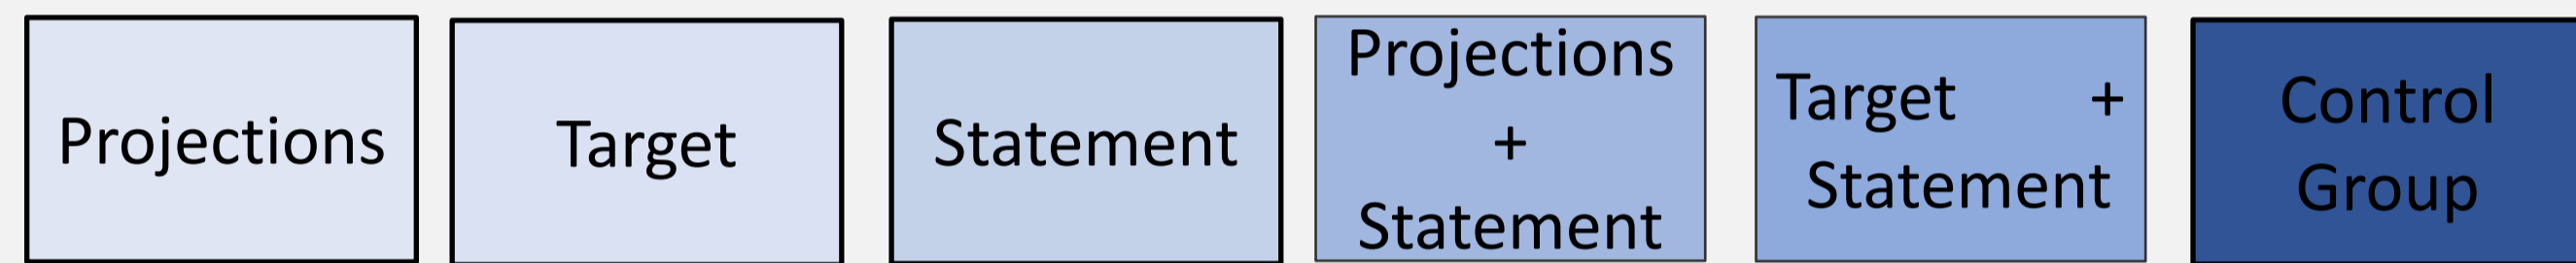 Projections
Target
Statement
Projections
+
Statement
Target +
Statement
Control
Group